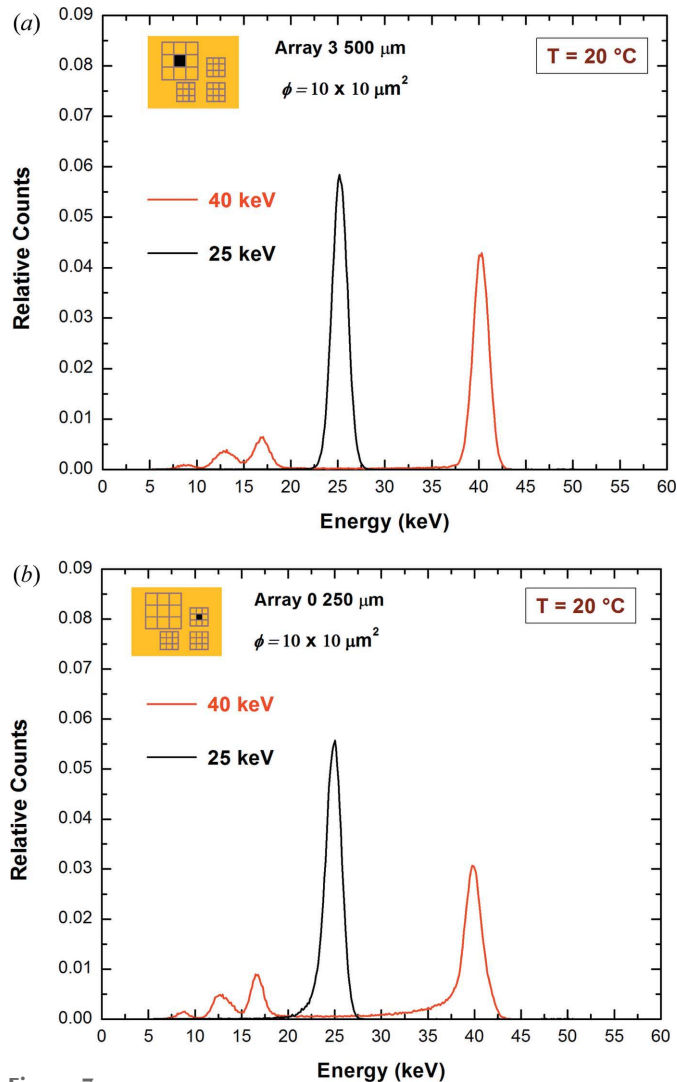 (a)
0.09
0.08
0.07
0.06
0.05
0.04
0.03
0.02
0.01
0.00
Relative Counts
Array 3 500 μm
ϕ = 10 x 10 μm²
T = 20 °C
40 keV
25 keV
0 5 10 15 20 25 30 35 40 45 50 55 60
Energy (keV)
(b)
0.09
0.08
0.07
0.06
0.05
0.04
0.03
0.02
0.01
0.00
Relative Counts
Array 0 250 μm
ϕ = 10 x 10 μm²
T = 20 °C
40 keV
25 keV
0 5 10 15 20 25 30 35 40 45 50 55 60
Energy (keV)